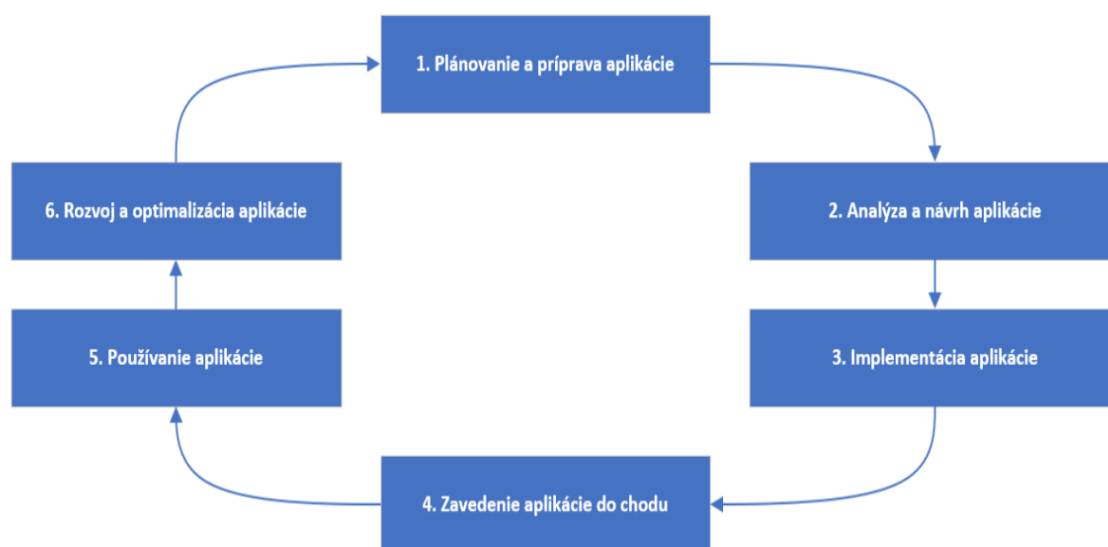 1. Plánovanie a príprava aplikácie
2. Analýza a návrh aplikácie
3. Implementácia aplikácie
4. Zavedenie aplikácie do chodu
5. Používanie aplikácie
6. Rozvoj a optimalizácia aplikácie